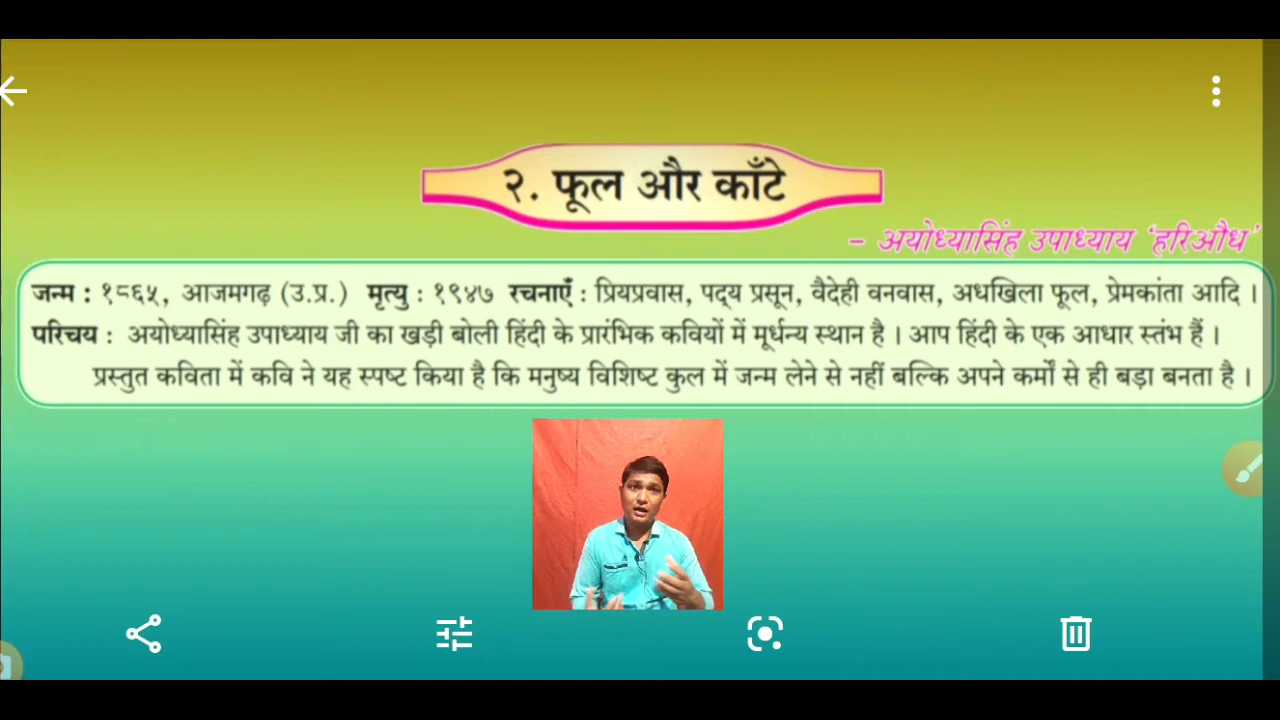 २. फूल और काँटे
– अयोध्यासिंह उपाध्याय ‘हरिऔध’
जन्म : १८६५, आजमगढ़ (उ.प्र.) मृत्यु : १९४७ रचनाएँ : प्रियप्रवास, पद्य प्रसून, वैदेही वनवास, अधखिला फूल, प्रेमकांता आदि ।
परिचय : अयोध्यासिंह उपाध्याय जी का खड़ी बोली हिंदी के प्रारंभिक कवियों में मूर्धन्य स्थान है । आप हिंदी के एक आधार स्तंभ हैं ।
प्रस्तुत कविता में कवि ने यह स्पष्ट किया है कि मनुष्य विशिष्ट कुल में जन्म लेने से नहीं बल्कि अपने कर्मों से ही बड़ा बनता है ।